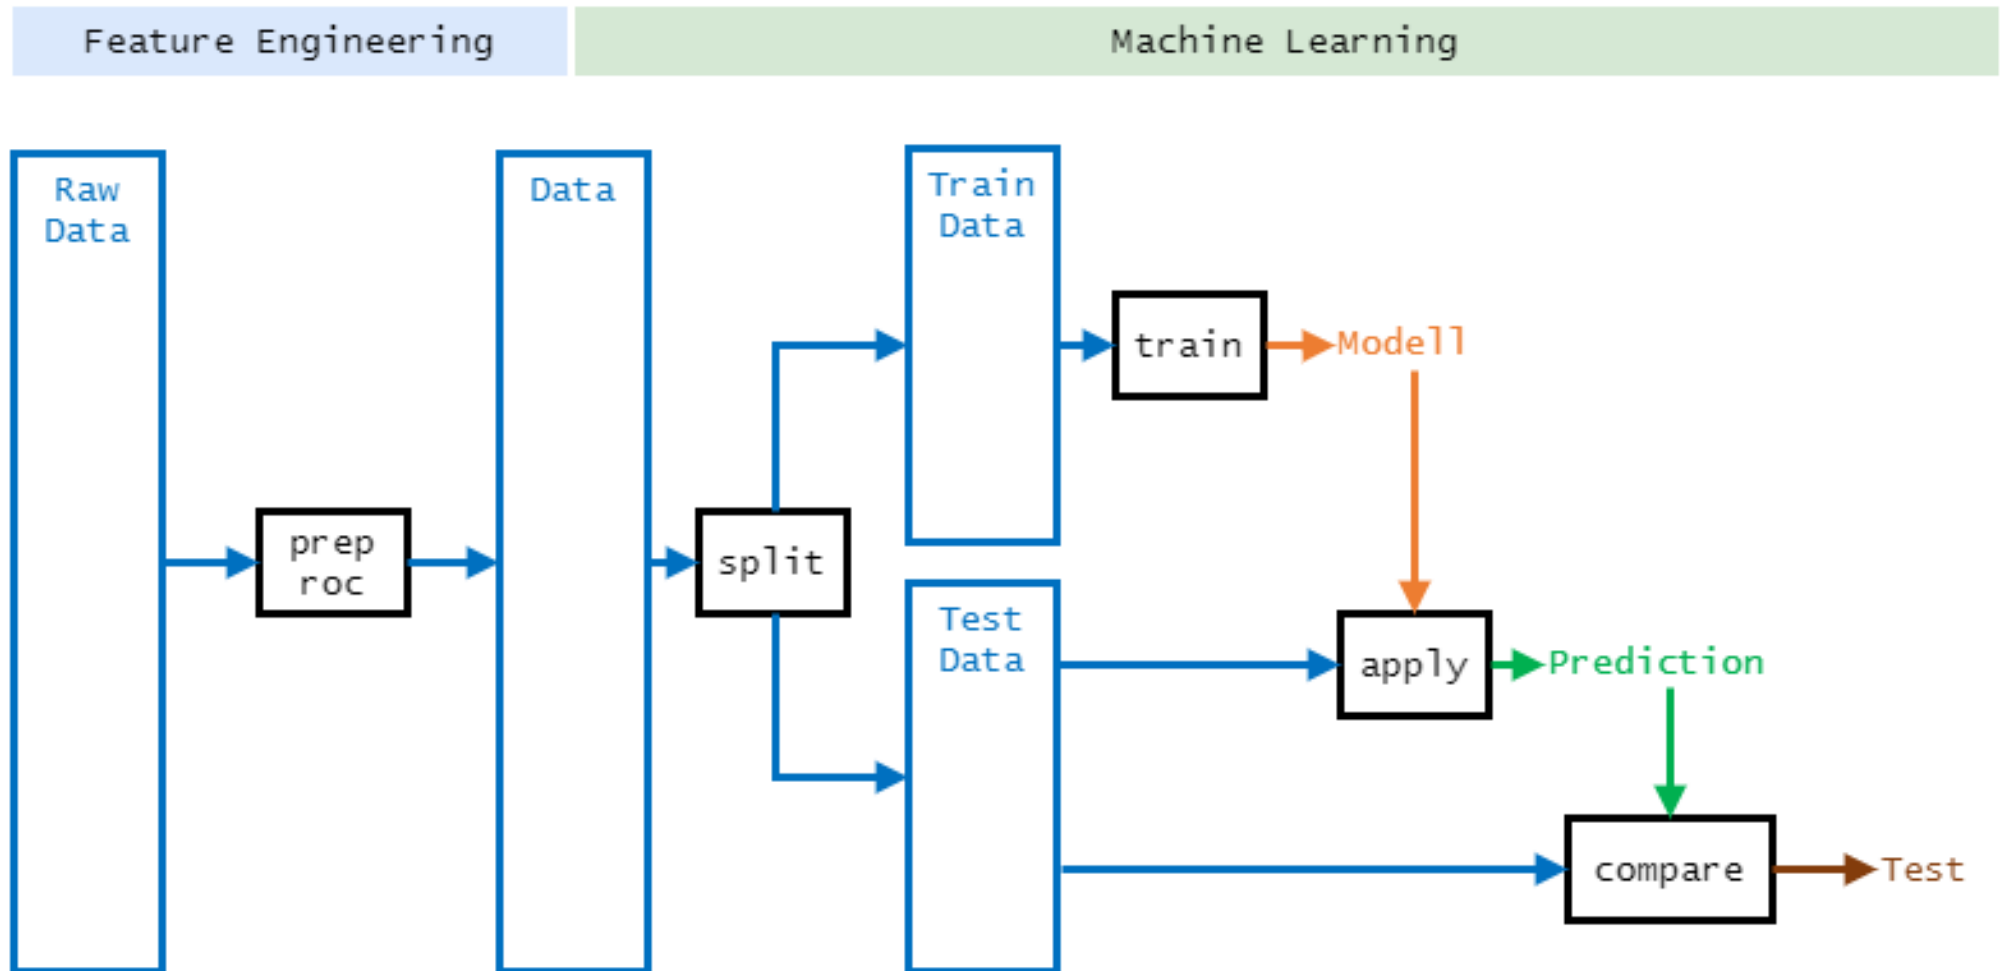 Feature Engineering
Machine Learning
Raw
Data
Data
Train
Data
train
Modell
prep
roc
split
Test
Data
apply
Prediction
compare
Test